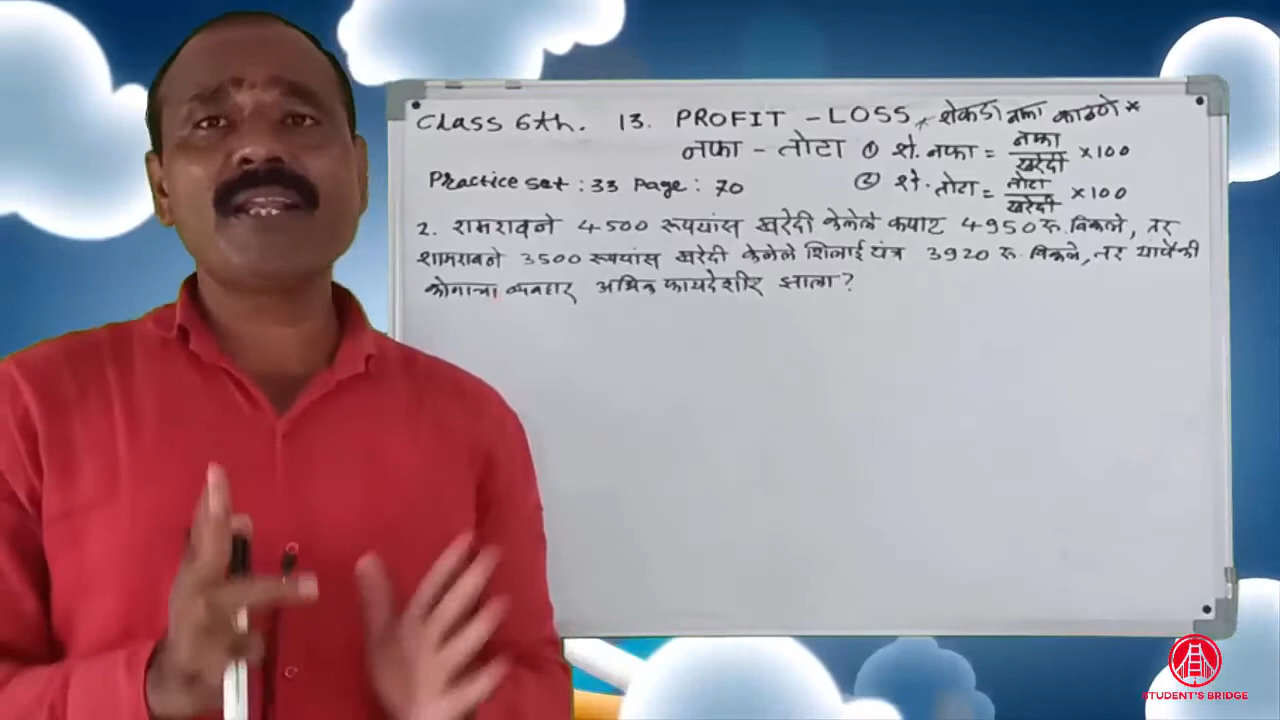 Class 6th. 13. PROFIT - LOSS * शेकडा नफा काढणे *
नफा - तोटा ① शे. नफा = नफा / खरेदी × 100
Practice set : 33 Page : 70 ② शे. तोटा = तोटा / खरेदी × 100
2. रामरावने 4500 रूपयांस खरेदी केलेले कपाट 4950 रु. विकले, तर
शामरावने 3500 रूपयांस खरेदी केलेले शिलाई यंत्र 3920 रु. विकले, तर यापैकी
कोणाचा व्यवहार अधिक फायदेशीर झाला?
STUDENT'S BRIDGE